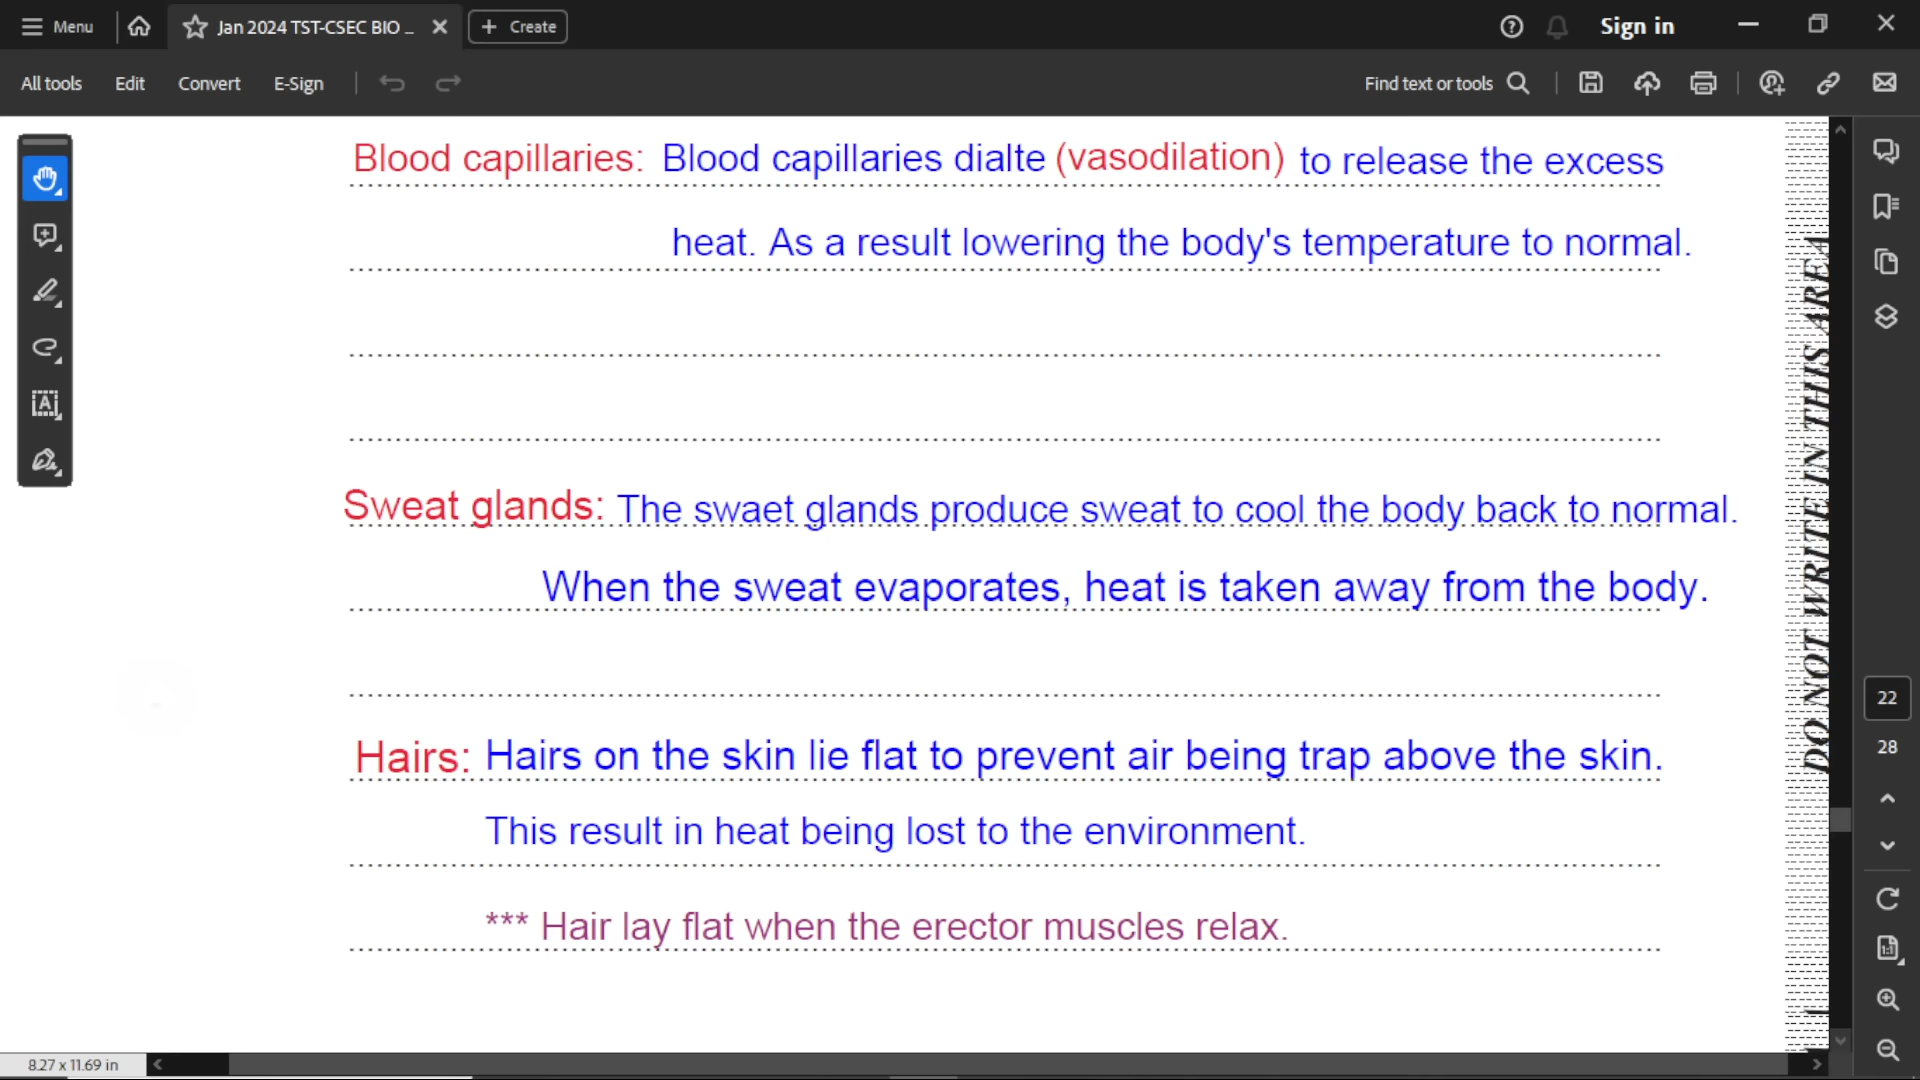 Menu
Jan 2024 TST-CSEC BIO _
Create
Sign in
All tools Edit Convert E-Sign
Find text or tools
Blood capillaries: Blood capillaries dialte (vasodilation) to release the excess
heat. As a result lowering the body's temperature to normal.
Sweat glands: The swaet glands produce sweat to cool the body back to normal.
When the sweat evaporates, heat is taken away from the body.
Hairs: Hairs on the skin lie flat to prevent air being trap above the skin.
This result in heat being lost to the environment.
*** Hair lay flat when the erector muscles relax.
DO NOT WRITE IN THIS AREA
22
28
8.27 x 11.69 in